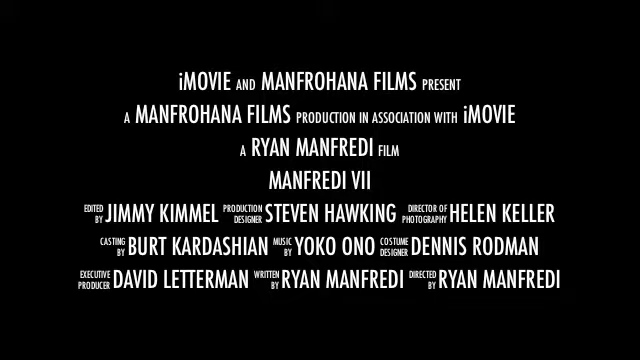 iMOVIE AND MANFROHANA FILMS PRESENT
A MANFROHANA FILMS PRODUCTION IN ASSOCIATION WITH iMOVIE
A RYAN MANFREDI FILM
MANFREDI VII
EDITED BY JIMMY KIMMEL PRODUCTION DESIGNER STEVEN HAWKING DIRECTOR OF PHOTOGRAPHY HELEN KELLER
CASTING BY BURT KARDASHIAN MUSIC BY YOKO ONO COSTUME DESIGNER DENNIS RODMAN
EXECUTIVE PRODUCER DAVID LETTERMAN WRITTEN BY RYAN MANFREDI DIRECTED BY RYAN MANFREDI